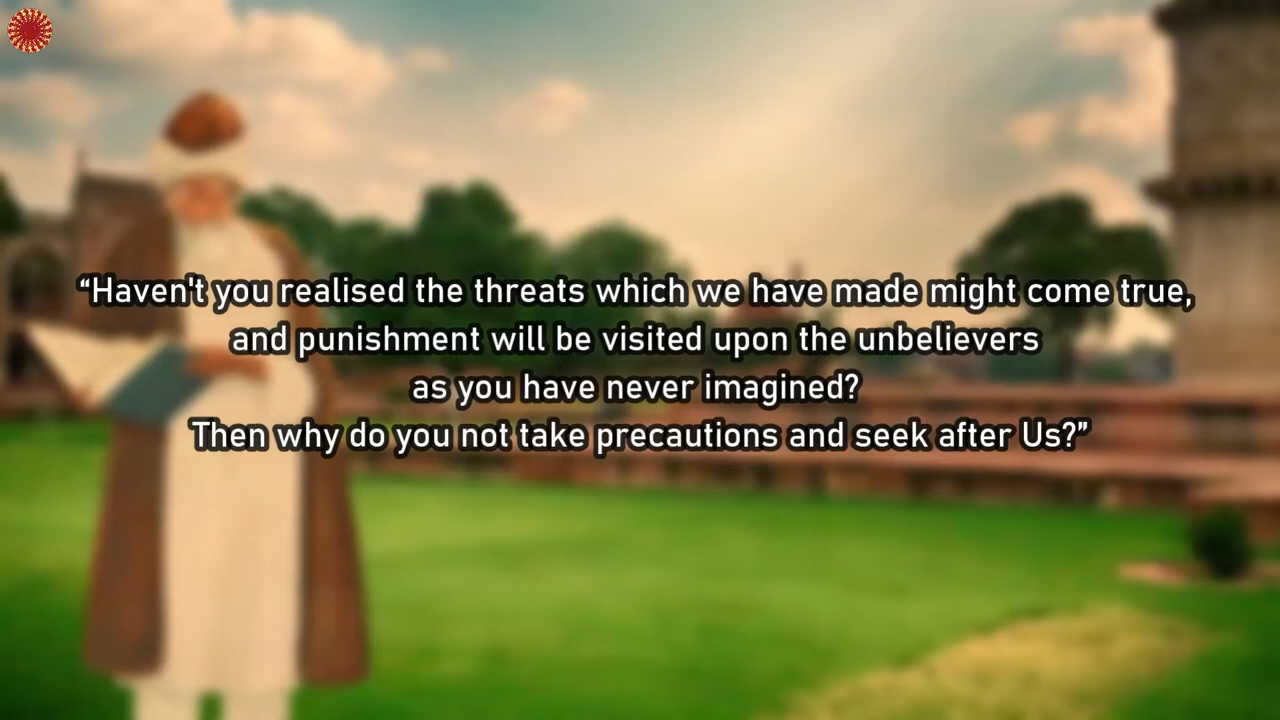 “Haven't you realised the threats which we have made might come true,
and punishment will be visited upon the unbelievers
as you have never imagined?
Then why do you not take precautions and seek after Us?”